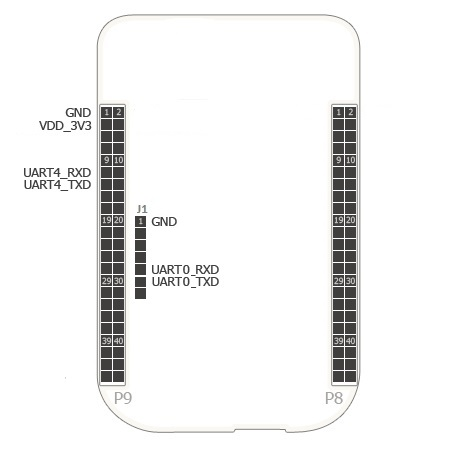 1 2 1 2
GND
VDD_3V3
9 10 9 10
UART4_RXD
UART4_TXD
J1
19 20 1 GND 19 20
UART0_RXD
29 30 UART0_TXD 29 30
39 40 39 40
P9 P8